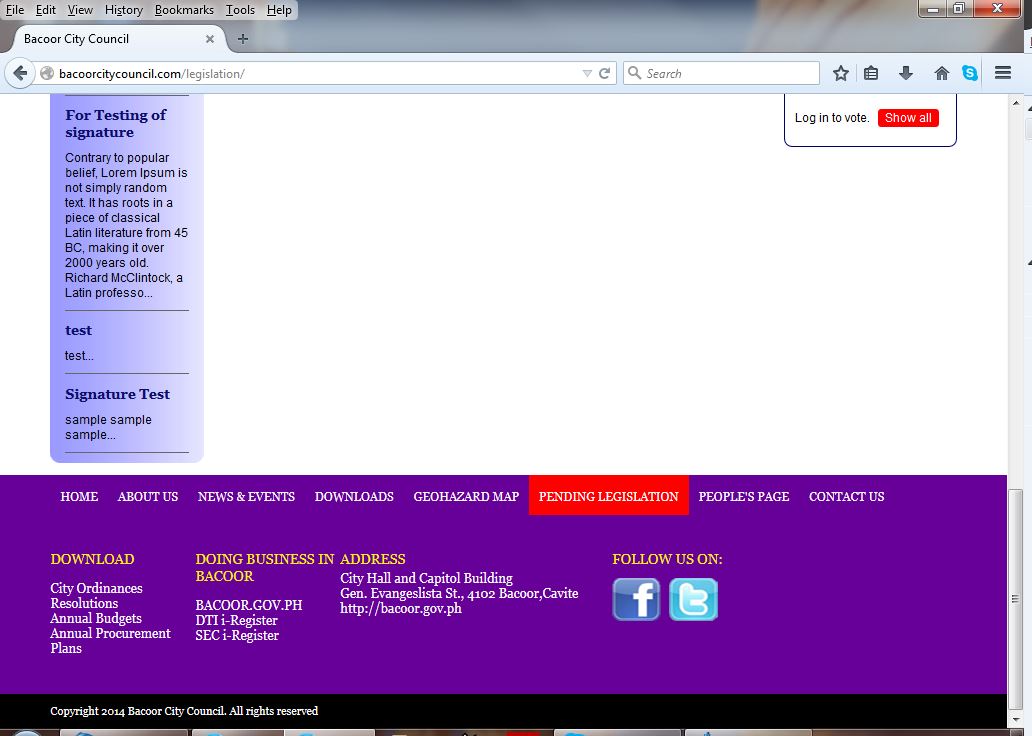 File Edit View History Bookmarks Tools Help
Bacoor City Council
bacoorcitycouncil.com/legislation/
Search
For Testing of
signature
Contrary to popular
belief, Lorem Ipsum is
not simply random
text. It has roots in a
piece of classical
Latin literature from 45
BC, making it over
2000 years old.
Richard McClintock, a
Latin professo...
test
test...
Signature Test
sample sample
sample...
Log in to vote. Show all
HOME ABOUT US NEWS & EVENTS DOWNLOADS GEOHAZARD MAP PENDING LEGISLATION PEOPLE'S PAGE CONTACT US
DOWNLOAD
City Ordinances
Resolutions
Annual Budgets
Annual Procurement
Plans
DOING BUSINESS IN
BACOOR
BACOOR.GOV.PH
DTI i-Register
SEC i-Register
ADDRESS
City Hall and Capitol Building
Gen. Evangeslista St., 4102 Bacoor,Cavite
http://bacoor.gov.ph
FOLLOW US ON:
Copyright 2014 Bacoor City Council. All rights reserved